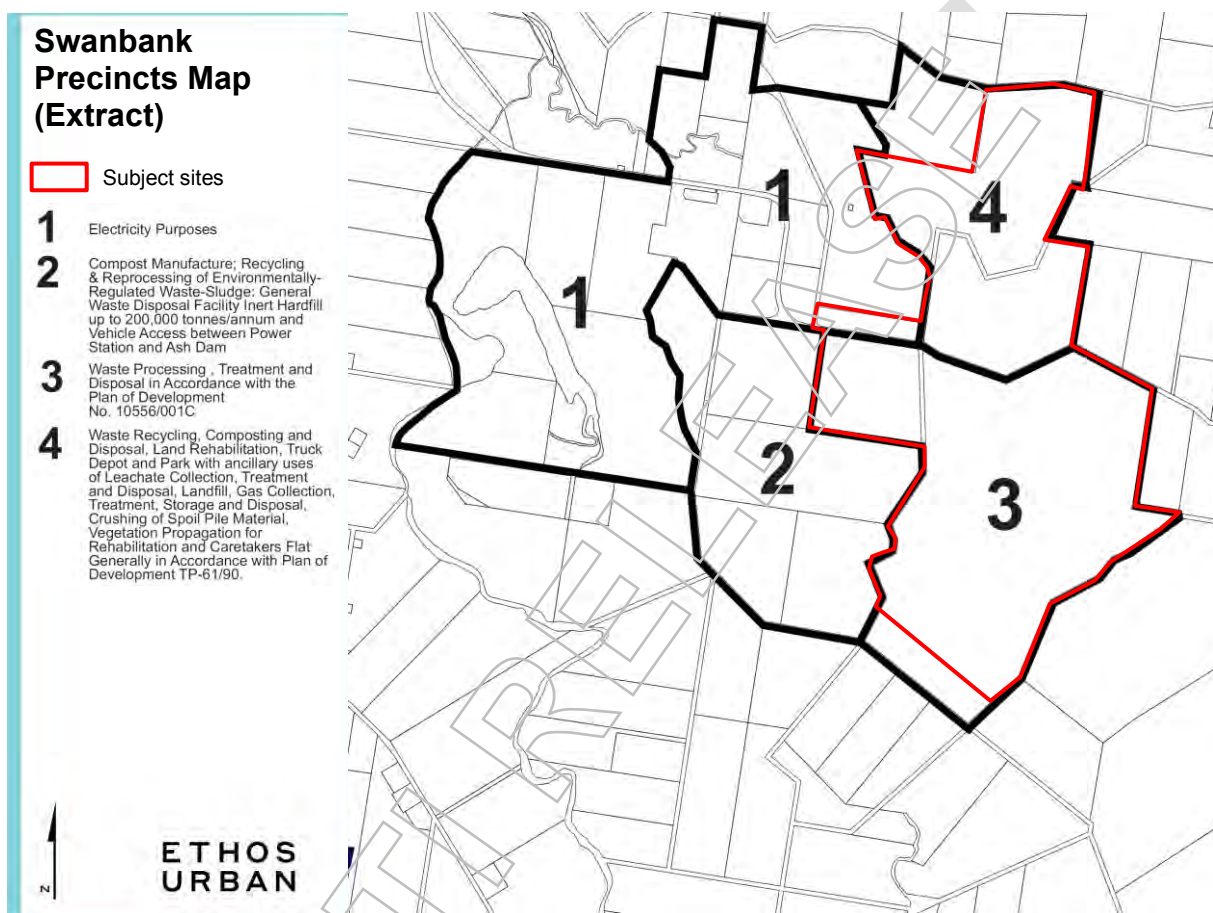 Swanbank
Precincts Map
(Extract)
Subject sites
1 Electricity Purposes
2 Compost Manufacture; Recycling
& Reprocessing of Environmentally-
Regulated Waste-Sludge: General
Waste Disposal Facility Inert Hardfill
up to 200,000 tonnes/annum and
Vehicle Access between Power
Station and Ash Dam
3 Waste Processing , Treatment and
Disposal in Accordance with the
Plan of Development
No. 10556/001C
4 Waste Recycling, Composting and
Disposal, Land Rehabilitation, Truck
Depot and Park with ancillary uses
of Leachate Collection, Treatment
and Disposal, Landfill, Gas Collection,
Treatment, Storage and Disposal,
Crushing of Spoil Pile Material,
Vegetation Propagation for
Rehabilitation and Caretakers Flat
Generally in Accordance with Plan of
Development TP-61/90.
N
ETHOS
URBAN
1
4
1
2
3
RELEASE